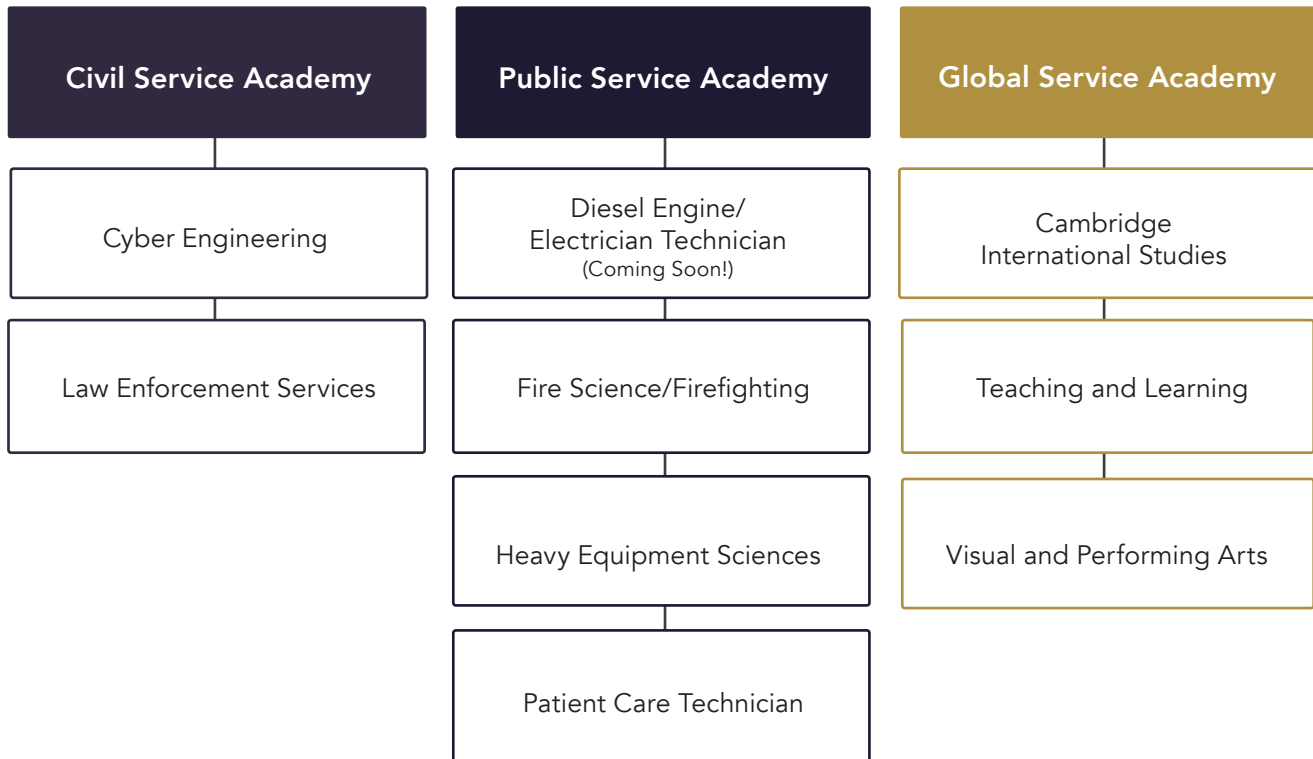 Civil Service Academy
Cyber Engineering
Law Enforcement Services
Public Service Academy
Diesel Engine/
Electrician Technician
(Coming Soon!)
Fire Science/Firefighting
Heavy Equipment Sciences
Patient Care Technician
Global Service Academy
Cambridge
International Studies
Teaching and Learning
Visual and Performing Arts